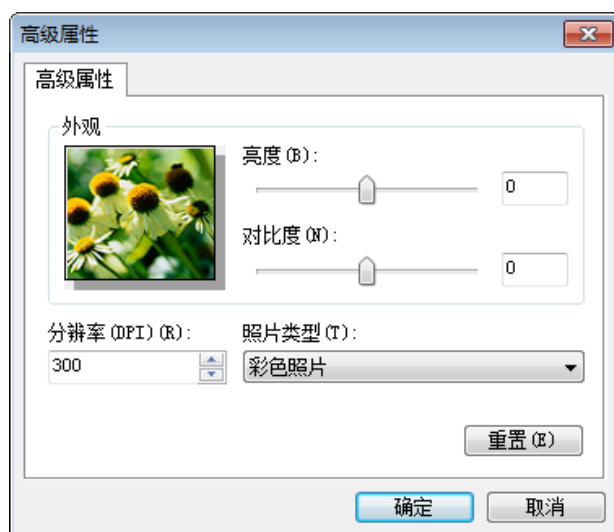 高级属性
高级属性
外观
亮度(B):
0
对比度(N):
0
分辨率(DPI)(R):
照片类型(T):
300
彩色照片
重置(E)
确定
取消